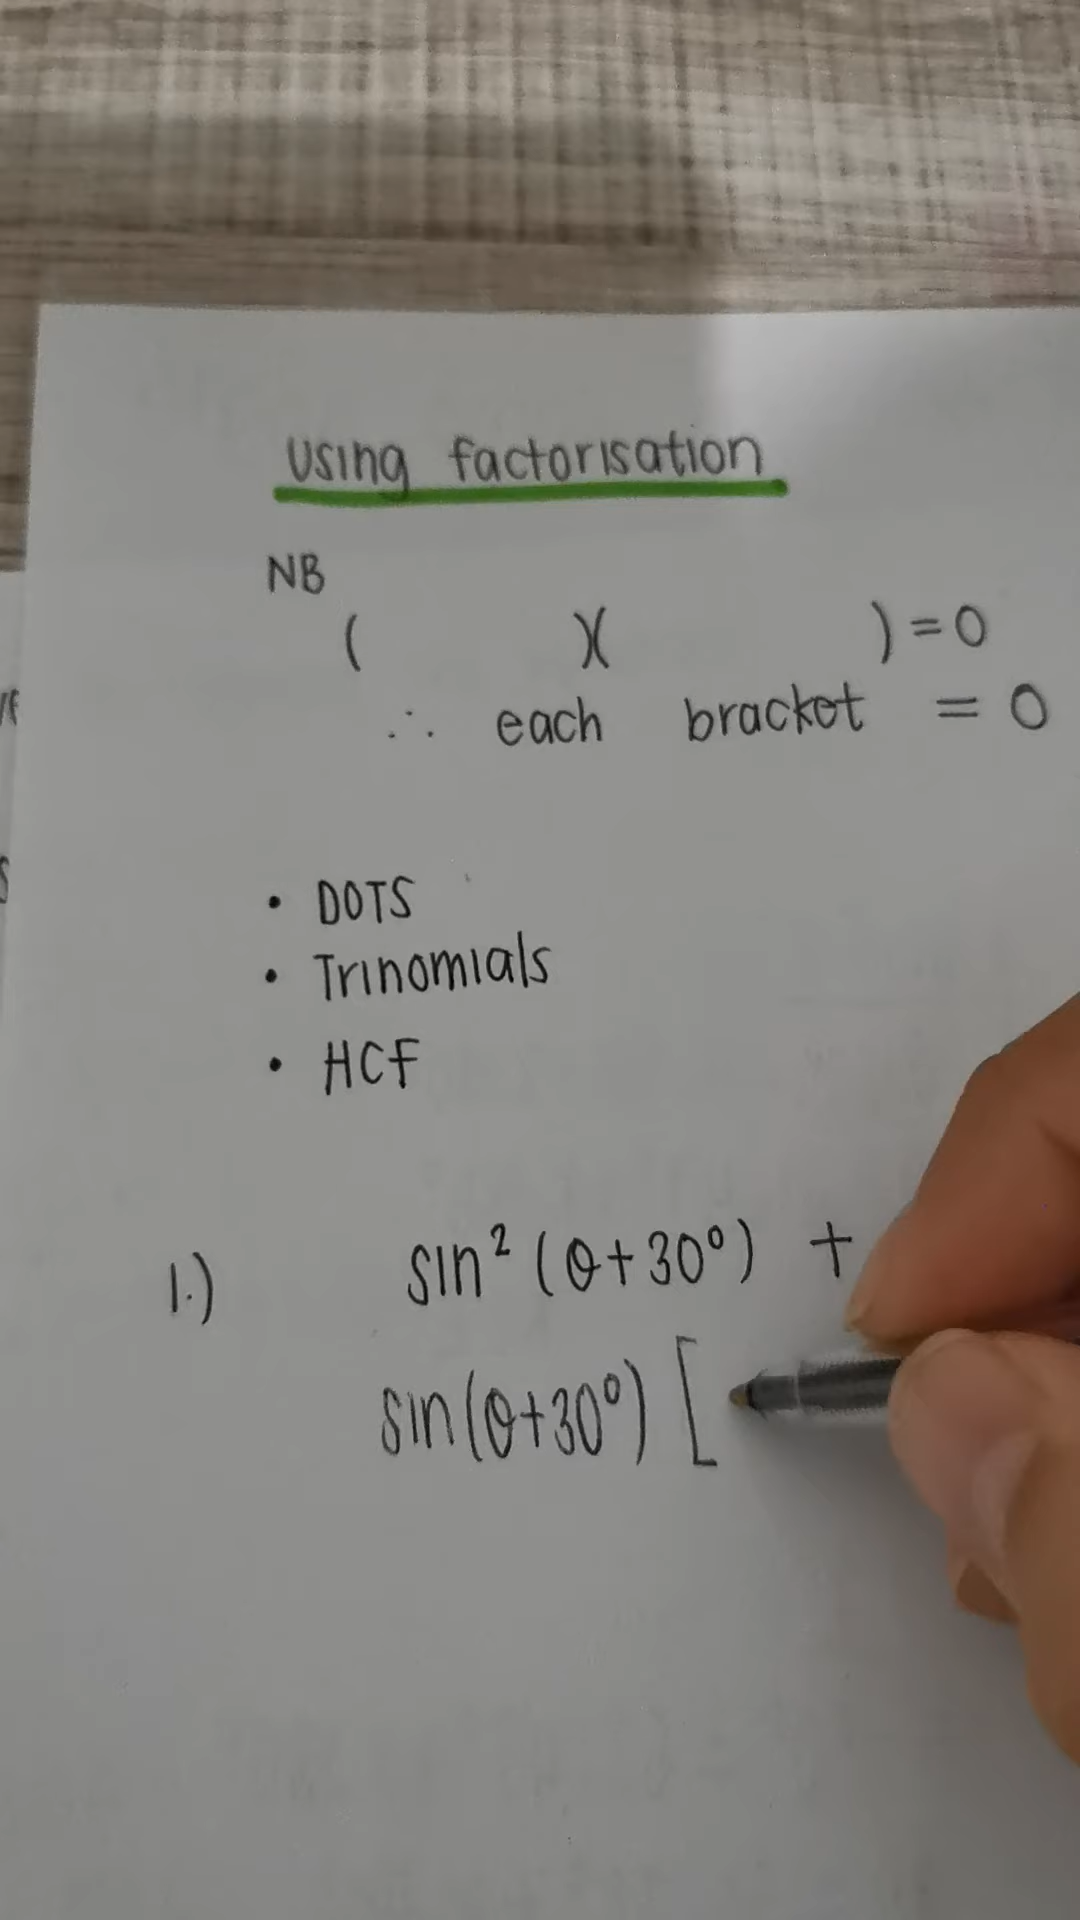 Using factorisation
NB
( )( ) = 0
∴ each bracket = 0
• DOTS
• Trinomials
• HCF
1.) sin² (θ+30°) +
sin(θ+30°) [